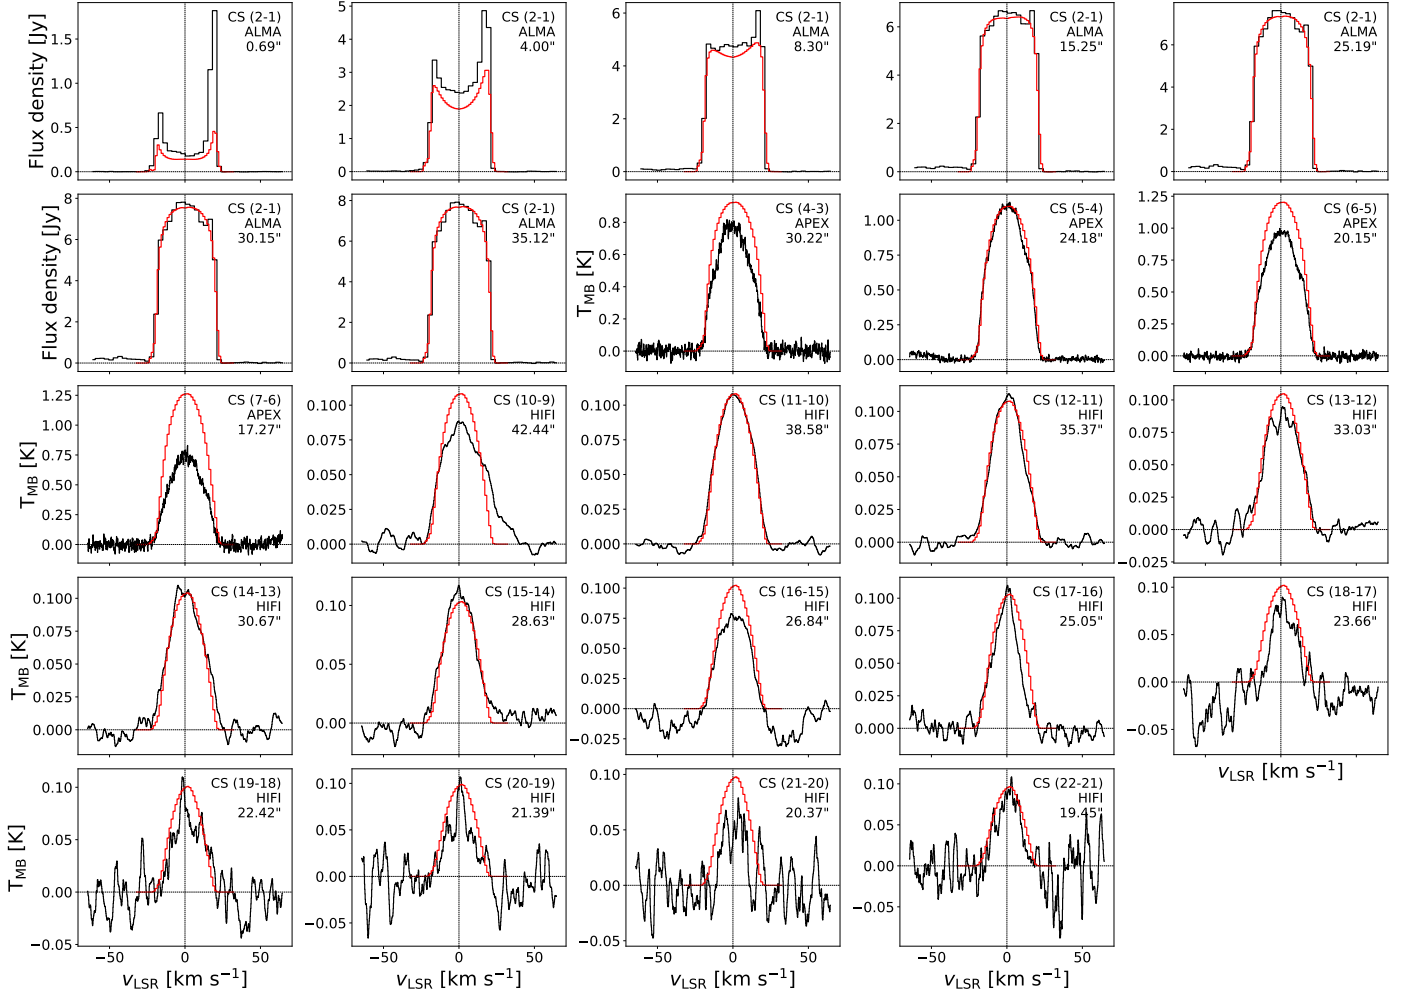 CS (2-1)
ALMA
0.69"
CS (2-1)
ALMA
4.00"
CS (2-1)
ALMA
8.30"
CS (2-1)
ALMA
15.25"
CS (2-1)
ALMA
25.19"
Flux density [Jy]
1.5
1.0
0.5
0.0
5
4
3
2
1
0
6
4
2
0
6
4
2
0
6
4
2
0
CS (2-1)
ALMA
30.15"
CS (2-1)
ALMA
35.12"
CS (4-3)
APEX
30.22"
CS (5-4)
APEX
24.18"
CS (6-5)
APEX
20.15"
Flux density [Jy]
8
6
4
2
0
8
6
4
2
0
T_MB [K]
0.8
0.6
0.4
0.2
0.0
1.00
0.75
0.50
0.25
0.00
1.25
1.00
0.75
0.50
0.25
0.00
CS (7-6)
APEX
17.27"
CS (10-9)
HIFI
42.44"
CS (11-10)
HIFI
38.58"
CS (12-11)
HIFI
35.37"
CS (13-12)
HIFI
33.03"
T_MB [K]
1.25
1.00
0.75
0.50
0.25
0.00
0.100
0.075
0.050
0.025
0.000
0.100
0.075
0.050
0.025
0.000
0.100
0.075
0.050
0.025
0.000
0.100
0.075
0.050
0.025
0.000
−0.025
CS (14-13)
HIFI
30.67"
CS (15-14)
HIFI
28.63"
CS (16-15)
HIFI
26.84"
CS (17-16)
HIFI
25.05"
CS (18-17)
HIFI
23.66"
T_MB [K]
0.100
0.075
0.050
0.025
0.000
0.10
0.05
0.00
0.100
0.075
0.050
0.025
0.000
−0.025
0.100
0.075
0.050
0.025
0.000
0.10
0.05
0.00
−0.05
−50
0
50
v_LSR [km s⁻¹]
CS (19-18)
HIFI
22.42"
CS (20-19)
HIFI
21.39"
CS (21-20)
HIFI
20.37"
CS (22-21)
HIFI
19.45"
T_MB [K]
0.10
0.05
0.00
−0.05
0.10
0.05
0.00
−0.05
0.10
0.05
0.00
−0.05
0.10
0.05
0.00
−0.05
−50
0
50
−50
0
50
−50
0
50
−50
0
50
v_LSR [km s⁻¹]
v_LSR [km s⁻¹]
v_LSR [km s⁻¹]
v_LSR [km s⁻¹]